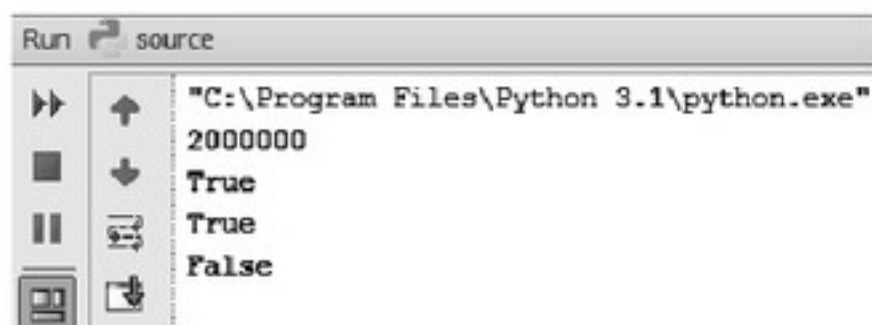 Run source
"C:\Program Files\Python 3.1\python.exe"
2000000
True
True
False